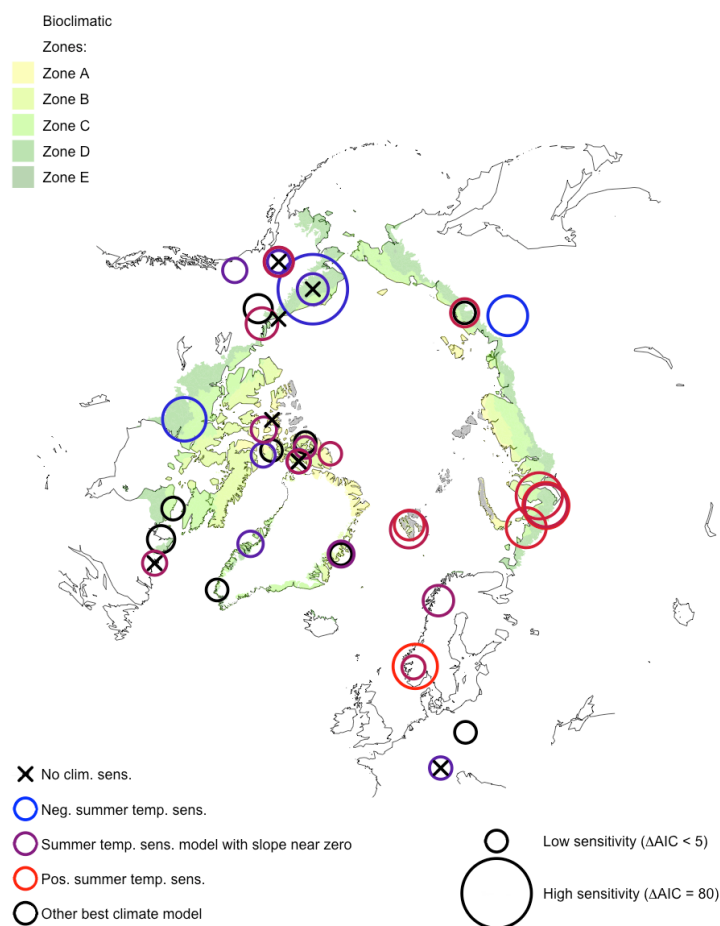 Bioclimatic
Zones:
Zone A
Zone B
Zone C
Zone D
Zone E
No clim. sens.
Neg. summer temp. sens.
Summer temp. sens. model with slope near zero
Pos. summer temp. sens.
Other best climate model
Low sensitivity (ΔAIC < 5)
High sensitivity (ΔAIC = 80)